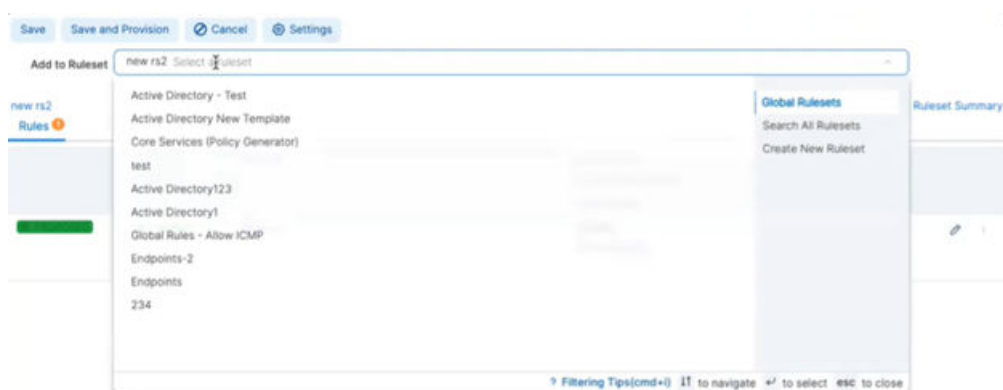 Save Save and Provision Cancel Settings
Add to Ruleset new rs2 Select a ruleset
new rs2
Rules
Ruleset Summary
Active Directory - Test
Active Directory New Template
Core Services (Policy Generator)
test
Active Directory123
Active Directory1
Global Rules - Allow ICMP
Endpoints-2
Endpoints
234
Global Rulesets
Search All Rulesets
Create New Ruleset
? Filtering Tips(cmd+i) to navigate to select esc to close